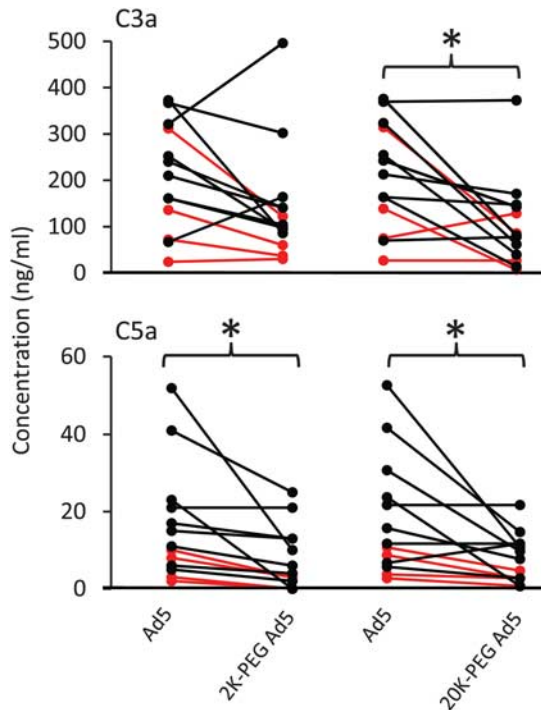 C3a
500
400
300
200
100
0
*
Concentration (ng/ml)
C5a
60
40
20
0
*
*
Ad5
2K-PEG Ad5
Ad5
20K-PEG Ad5